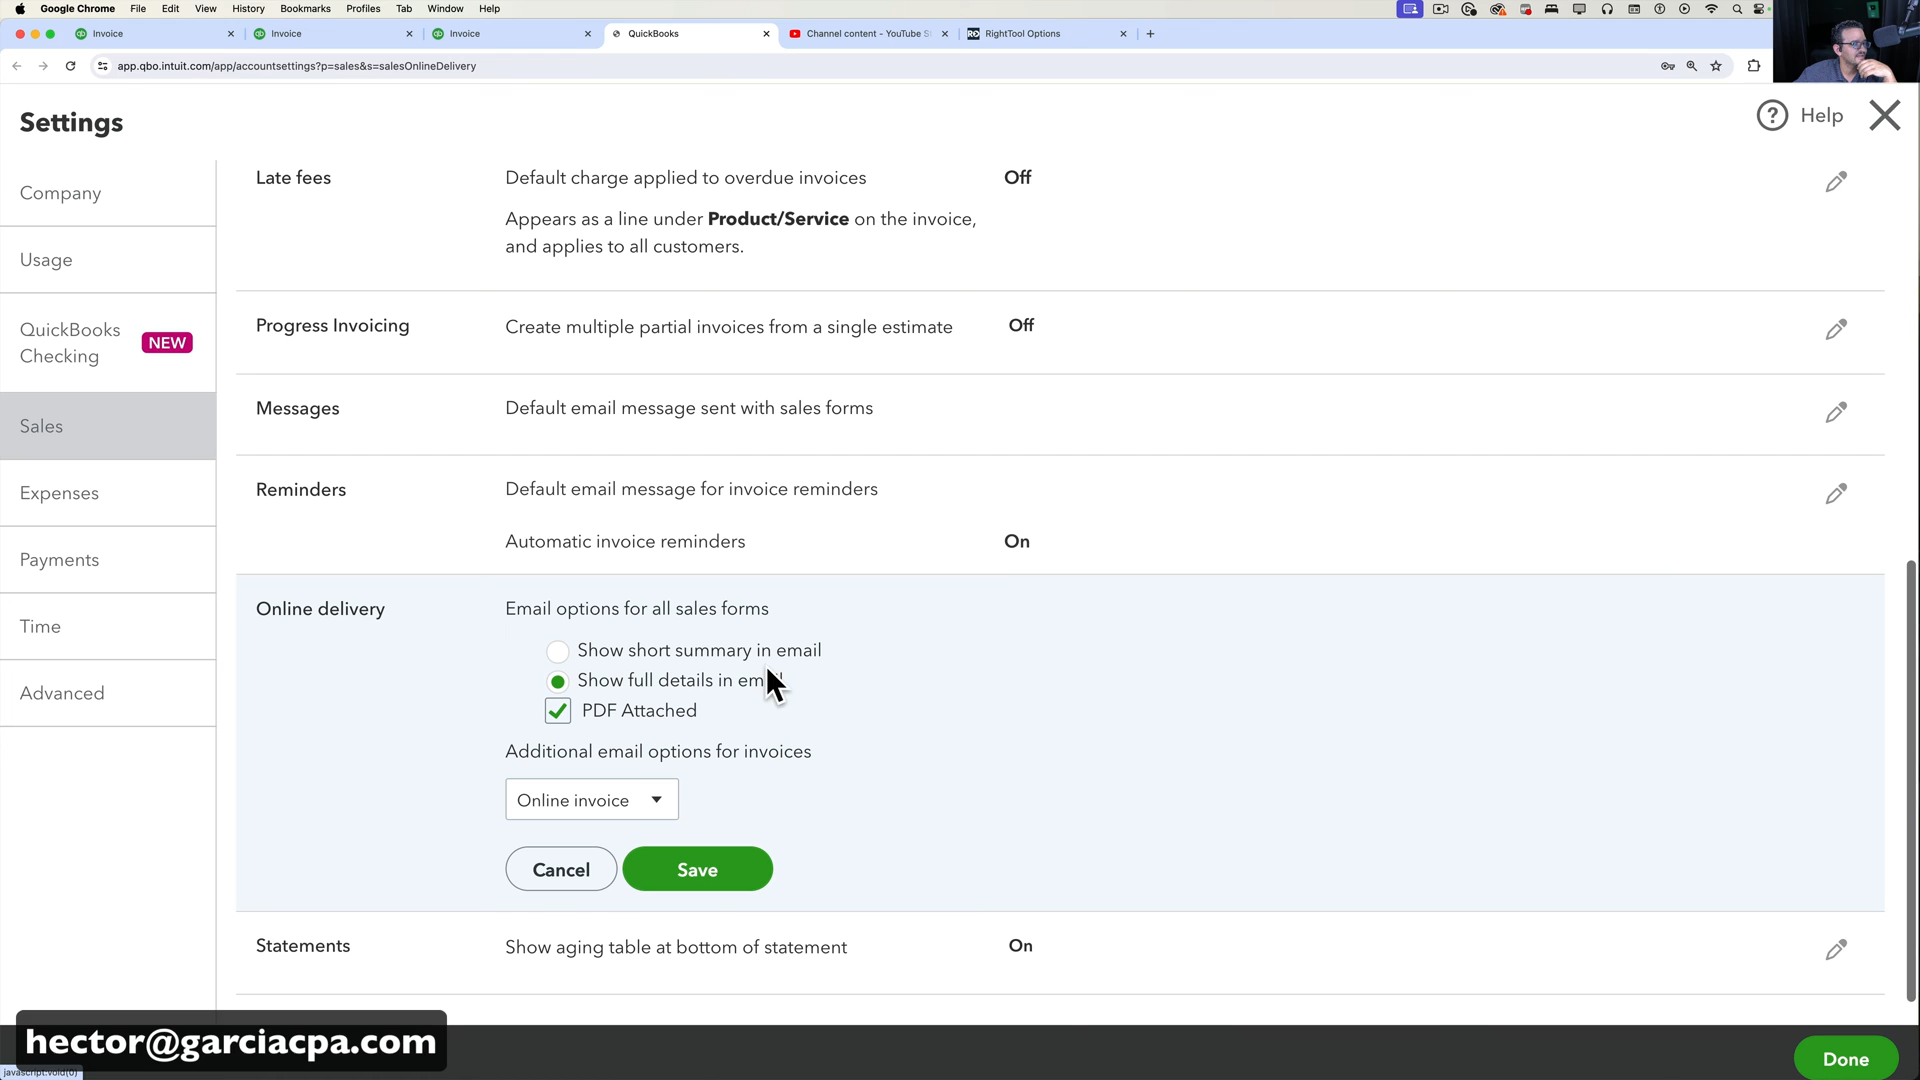 Google Chrome File Edit View History Bookmarks Profiles Tab Window Help
Invoice Invoice Invoice QuickBooks Channel content - YouTube S RightTool Options
app.qbo.intuit.com/app/accountsettings?p=sales&s=salesOnlineDelivery
Settings
Help
Company
Usage
QuickBooks
Checking
NEW
Sales
Expenses
Payments
Time
Advanced
Late fees Default charge applied to overdue invoices Off
Appears as a line under Product/Service on the invoice,
and applies to all customers.
Progress Invoicing Create multiple partial invoices from a single estimate Off
Messages Default email message sent with sales forms
Reminders Default email message for invoice reminders
Automatic invoice reminders On
Online delivery Email options for all sales forms
Show short summary in email
Show full details in email
PDF Attached
Additional email options for invoices
Online invoice
Cancel Save
Statements Show aging table at bottom of statement On
hector@garciacpa.com
javascript:void(0)
Done